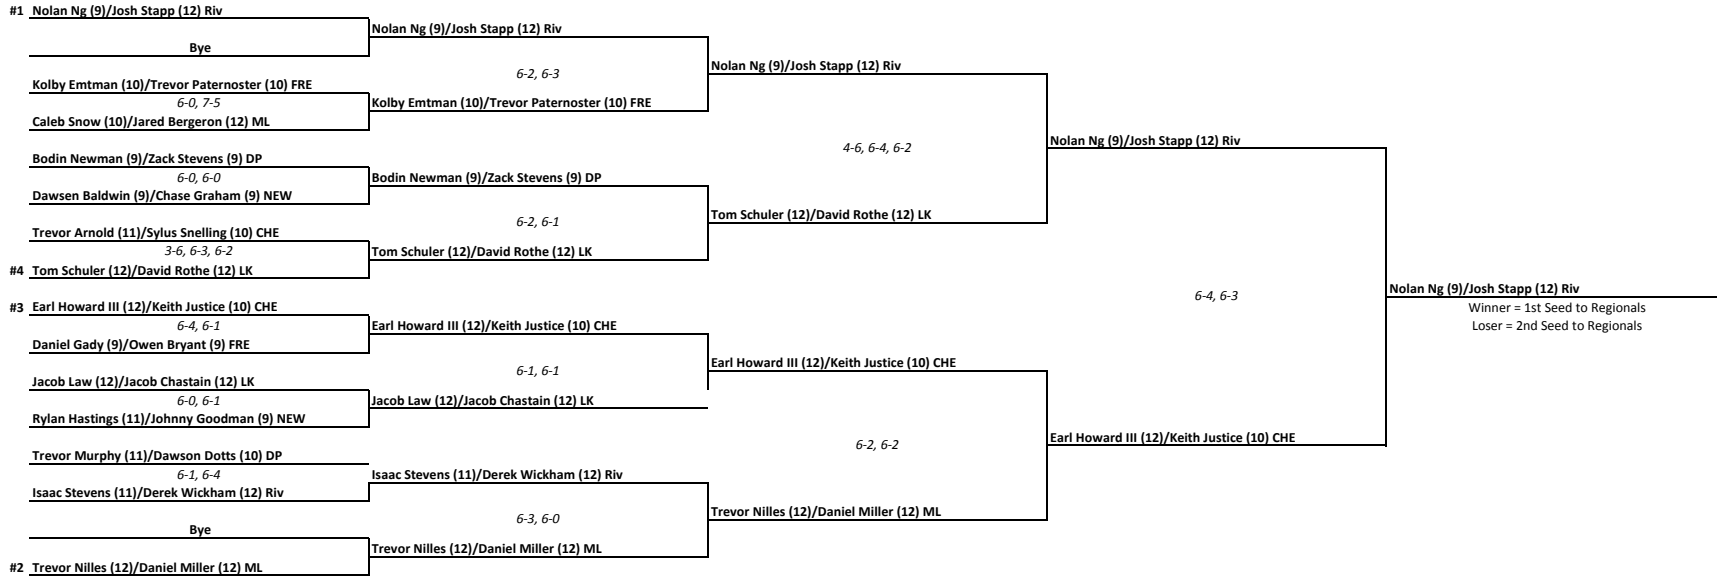 #1 Nolan Ng (9)/Josh Stapp (12) Riv
Bye
Kolby Emtman (10)/Trevor Paternoster (10) FRE
6-0, 7-5
Caleb Snow (10)/Jared Bergeron (12) ML
Bodin Newman (9)/Zack Stevens (9) DP
6-0, 6-0
Dawsen Baldwin (9)/Chase Graham (9) NEW
Trevor Arnold (11)/Sylus Snelling (10) CHE
3-6, 6-3, 6-2
#4 Tom Schuler (12)/David Rothe (12) LK
#3 Earl Howard III (12)/Keith Justice (10) CHE
6-4, 6-1
Daniel Gady (9)/Owen Bryant (9) FRE
Jacob Law (12)/Jacob Chastain (12) LK
6-0, 6-1
Rylan Hastings (11)/Johnny Goodman (9) NEW
Trevor Murphy (11)/Dawson Dotts (10) DP
6-1, 6-4
Isaac Stevens (11)/Derek Wickham (12) Riv
Bye
#2 Trevor Nilles (12)/Daniel Miller (12) ML
Nolan Ng (9)/Josh Stapp (12) Riv
6-2, 6-3
Kolby Emtman (10)/Trevor Paternoster (10) FRE
Bodin Newman (9)/Zack Stevens (9) DP
6-2, 6-1
Tom Schuler (12)/David Rothe (12) LK
Earl Howard III (12)/Keith Justice (10) CHE
6-1, 6-1
Jacob Law (12)/Jacob Chastain (12) LK
Isaac Stevens (11)/Derek Wickham (12) Riv
6-3, 6-0
Trevor Nilles (12)/Daniel Miller (12) ML
Nolan Ng (9)/Josh Stapp (12) Riv
4-6, 6-4, 6-2
Tom Schuler (12)/David Rothe (12) LK
Earl Howard III (12)/Keith Justice (10) CHE
6-2, 6-2
Trevor Nilles (12)/Daniel Miller (12) ML
Nolan Ng (9)/Josh Stapp (12) Riv
6-4, 6-3
Earl Howard III (12)/Keith Justice (10) CHE
Nolan Ng (9)/Josh Stapp (12) Riv
Winner = 1st Seed to Regionals
Loser = 2nd Seed to Regionals